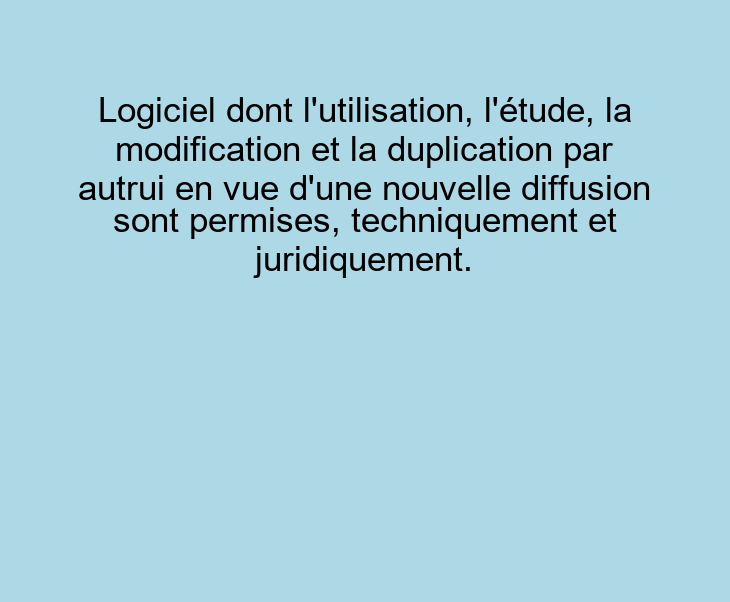 Logiciel dont l'utilisation, l'étude, la
modification et la duplication par
autrui en vue d'une nouvelle diffusion
sont permises, techniquement et
juridiquement.